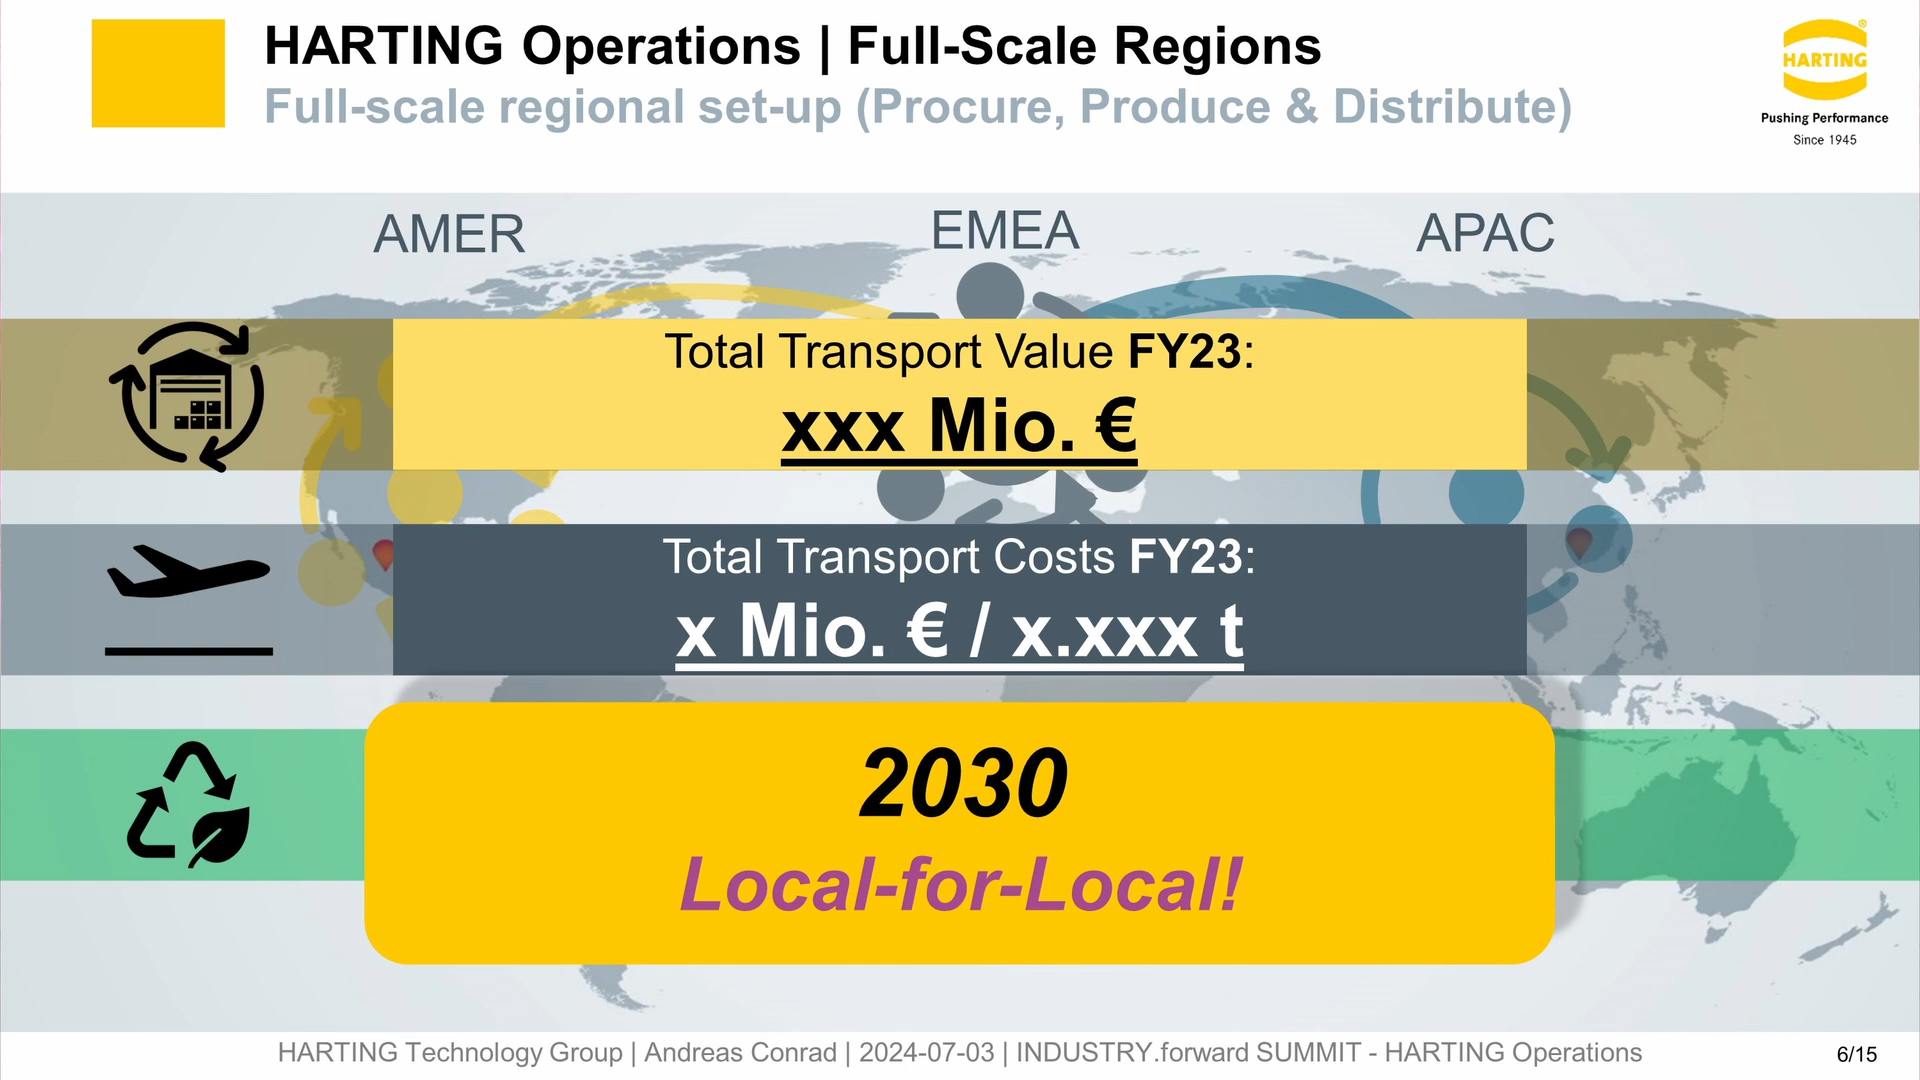 HARTING Operations | Full-Scale Regions
Full-scale regional set-up (Procure, Produce & Distribute)
HARTING
®
Pushing Performance
Since 1945
AMER
EMEA
APAC
Total Transport Value FY23:
xxx Mio. €
Total Transport Costs FY23:
x Mio. € / x.xxx t
2030
Local-for-Local!
HARTING Technology Group | Andreas Conrad | 2024-07-03 | INDUSTRY.forward SUMMIT - HARTING Operations
6/15